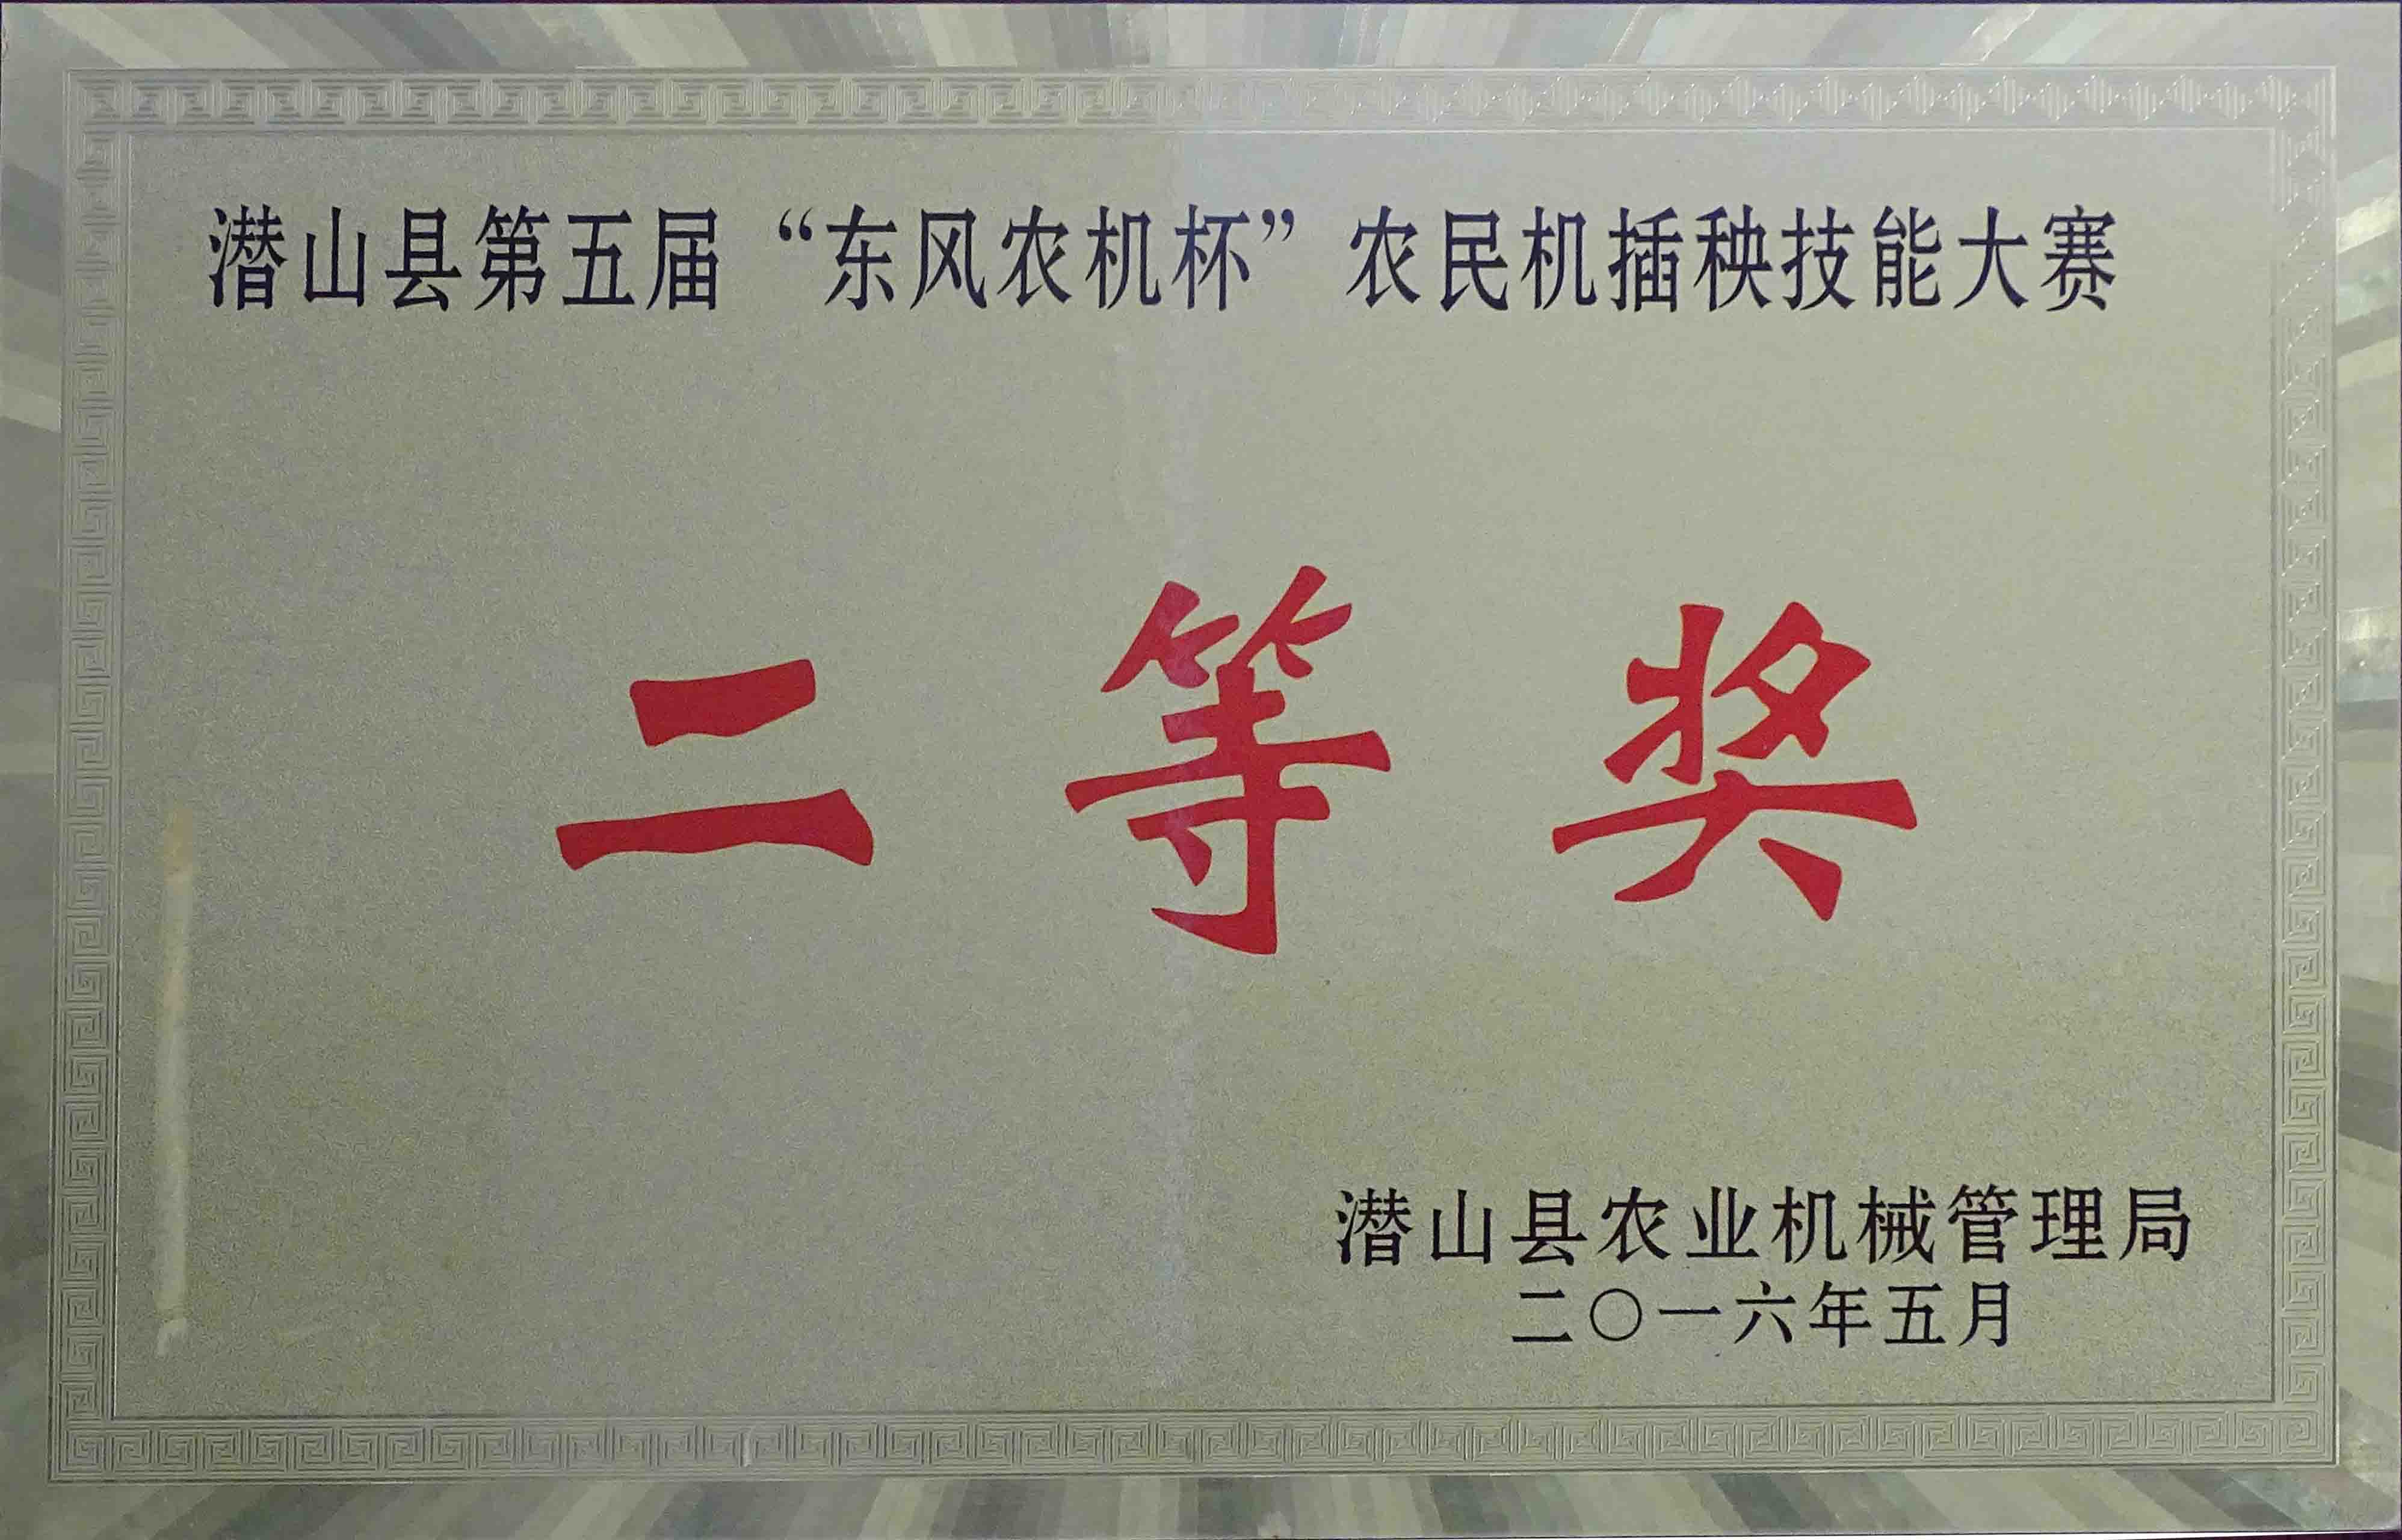 潜山县第五届“东风农机杯”农民机插秧技能大赛
二等奖
潜山县农业机械管理局
二〇一六年五月